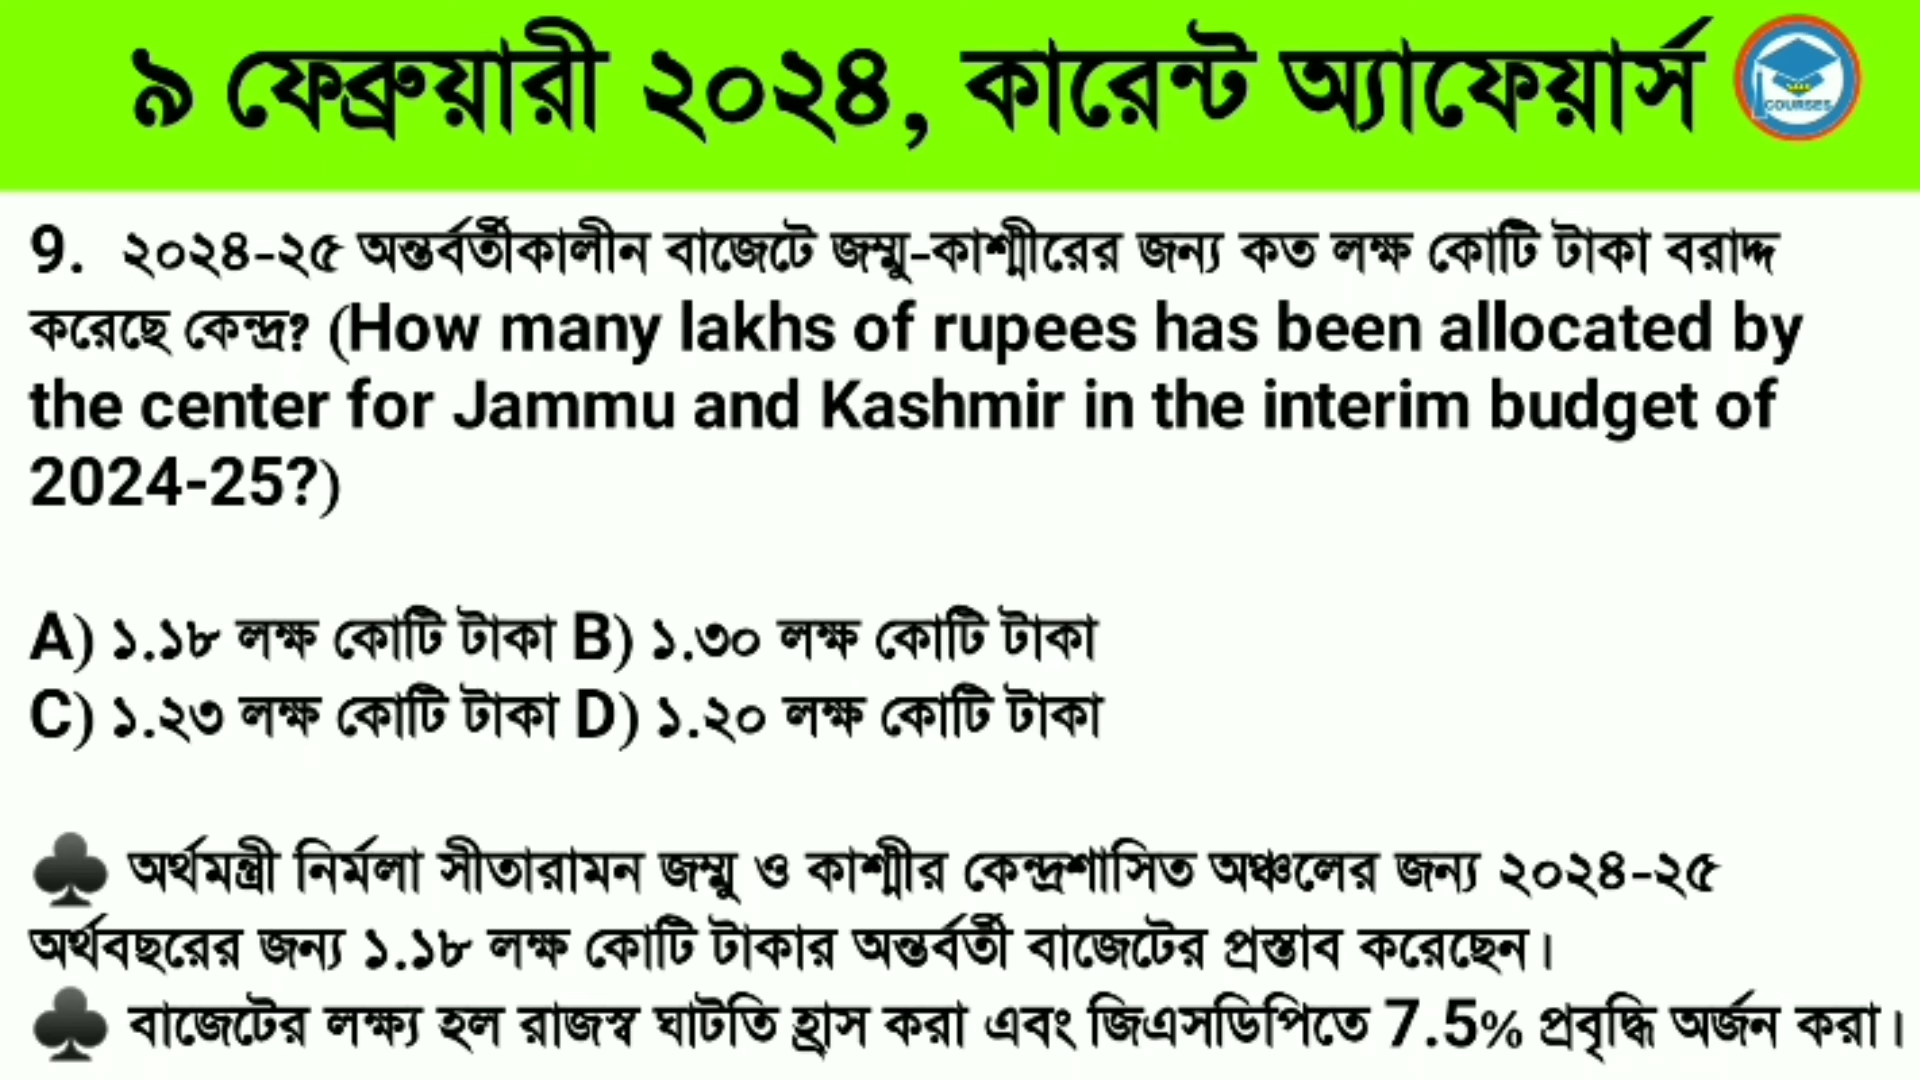 ৯ ফেব্রুয়ারী ২০২৪, কারেন্ট অ্যাফেয়ার্স
COURSES
9. ২০২৪-২৫ অন্তর্বর্তীকালীন বাজেটে জম্মু-কাশ্মীরের জন্য কত লক্ষ কোটি টাকা বরাদ্দ
করেছে কেন্দ্র? (How many lakhs of rupees has been allocated by
the center for Jammu and Kashmir in the interim budget of
2024-25?)
A) ১.১৮ লক্ষ কোটি টাকা B) ১.৩০ লক্ষ কোটি টাকা
C) ১.২৩ লক্ষ কোটি টাকা D) ১.২০ লক্ষ কোটি টাকা
♣ অর্থমন্ত্রী নির্মলা সীতারামন জম্মু ও কাশ্মীর কেন্দ্রশাসিত অঞ্চলের জন্য ২০২৪-২৫
অর্থবছরের জন্য ১.১৮ লক্ষ কোটি টাকার অন্তর্বর্তী বাজেটের প্রস্তাব করেছেন।
♣ বাজেটের লক্ষ্য হল রাজস্ব ঘাটতি হ্রাস করা এবং জিএসডিপিতে 7.5% প্রবৃদ্ধি অর্জন করা।